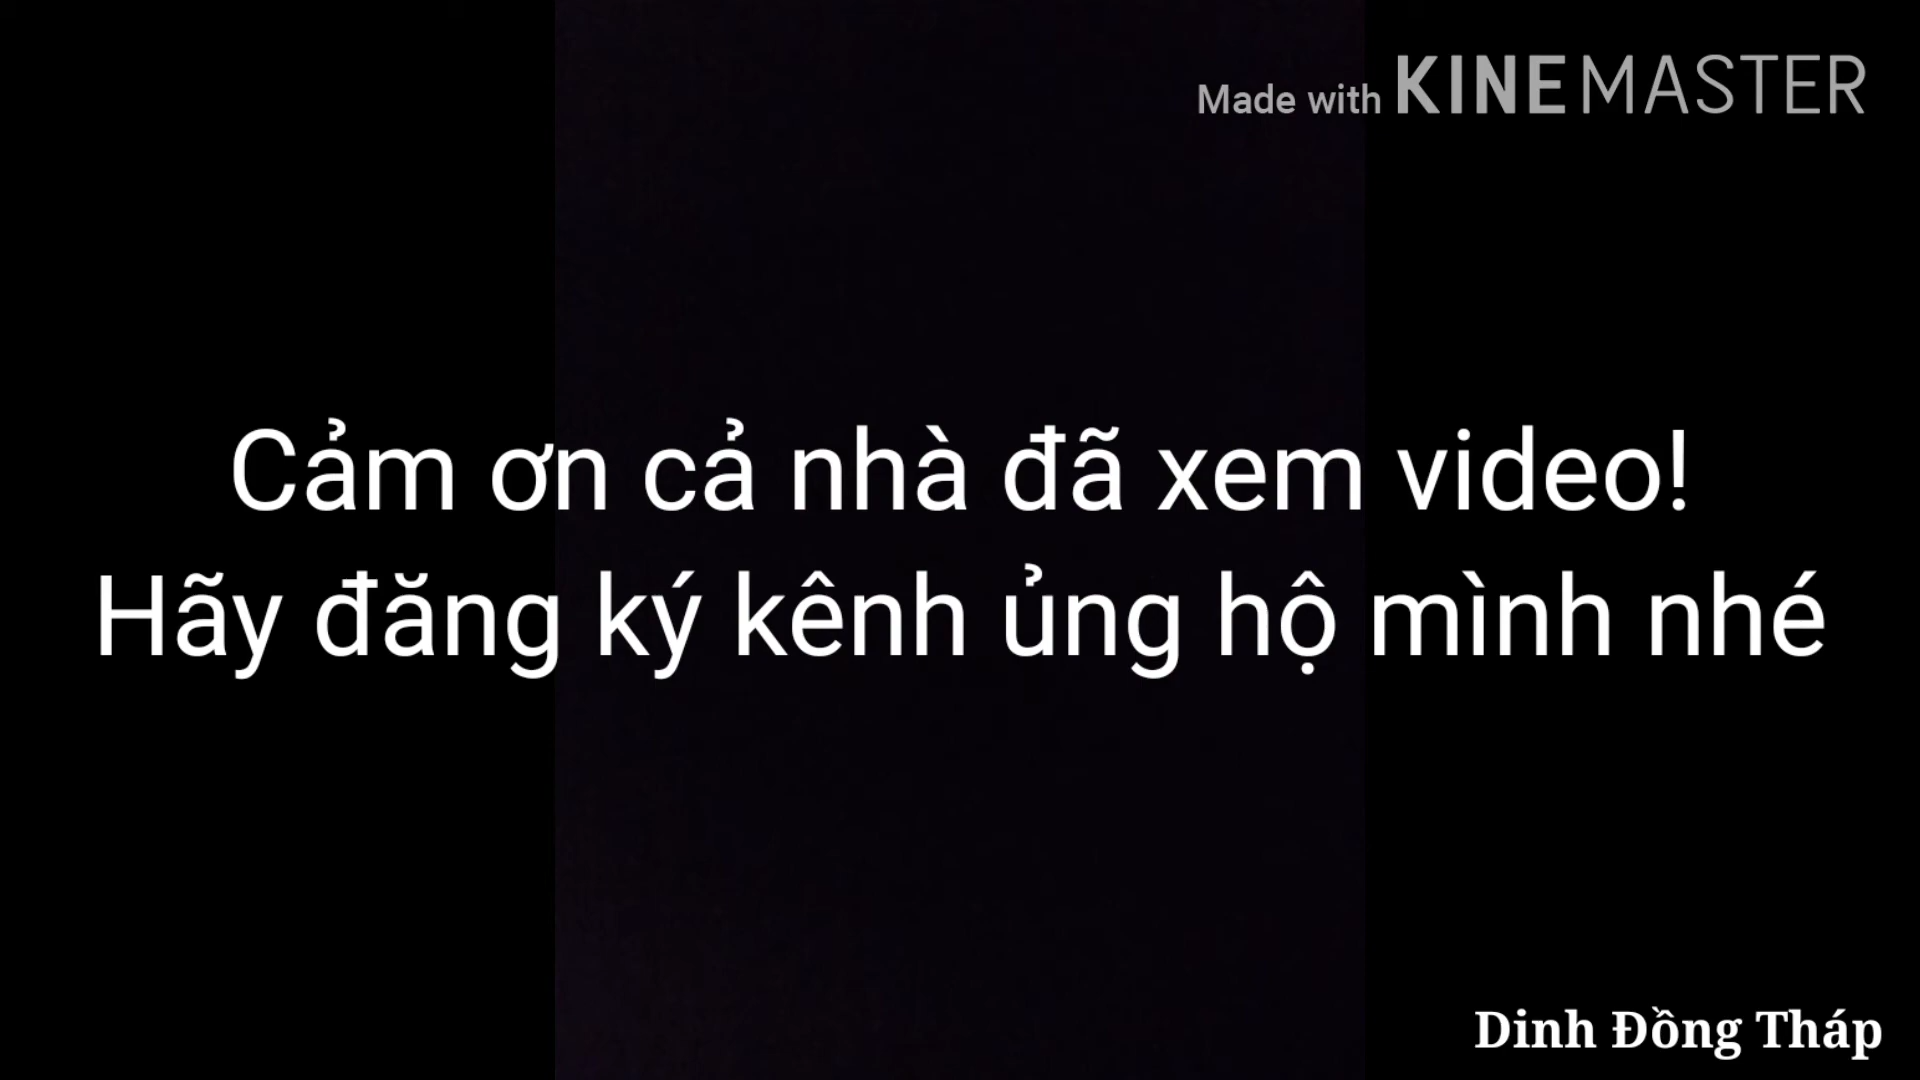 Made with KINEMASTER
Cảm ơn cả nhà đã xem video!
Hãy đăng ký kênh ủng hộ mình nhé
Dinh Đồng Tháp